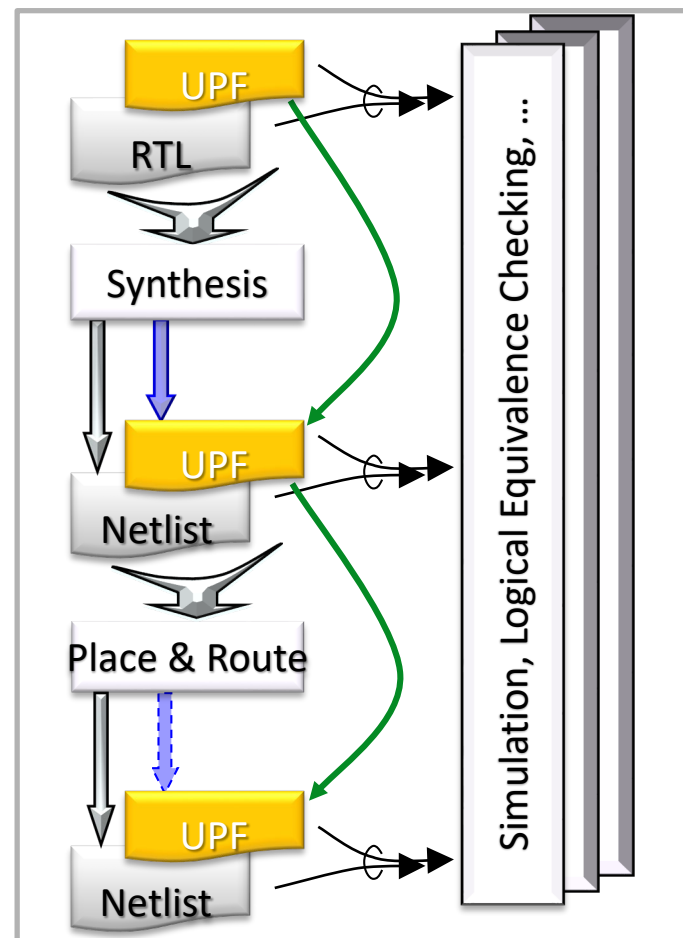 UPF
RTL
Synthesis
UPF
Netlist
Place & Route
UPF
Netlist
Simulation, Logical Equivalence Checking, ...